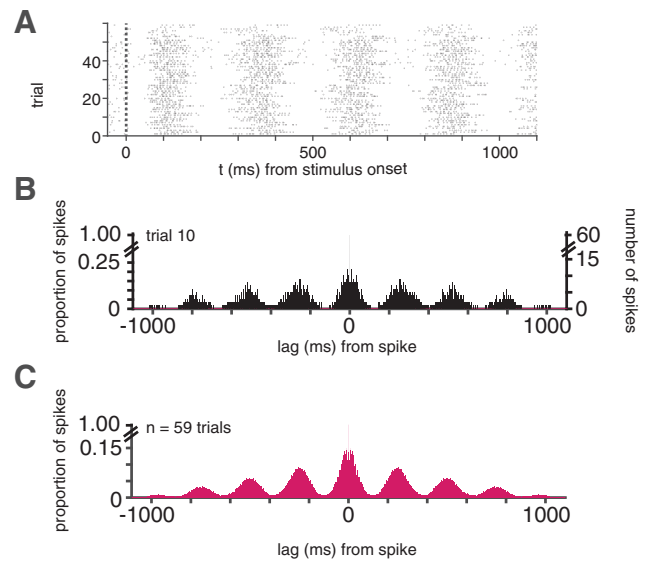 A
trial
40
20
0
0
500
1000
t (ms) from stimulus onset
B
proportion of spikes
1.00
0.25
0
trial 10
60
15
0
number of spikes
-1000
0
1000
lag (ms) from spike
C
proportion of spikes
1.00
0.15
0
n = 59 trials
-1000
0
1000
lag (ms) from spike